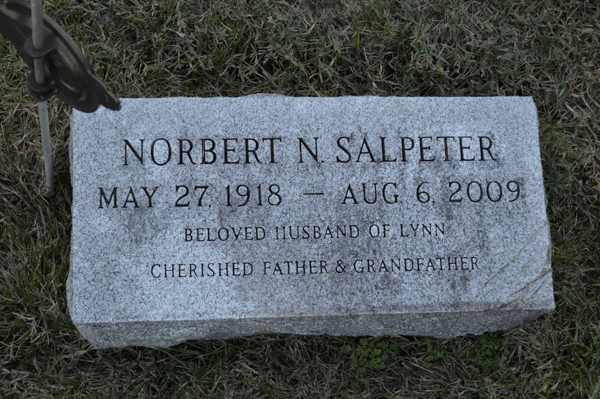 NORBERT N. SALPETER
MAY 27, 1918 — AUG. 6, 2009
BELOVED HUSBAND OF LYNN
CHERISHED FATHER & GRANDFATHER